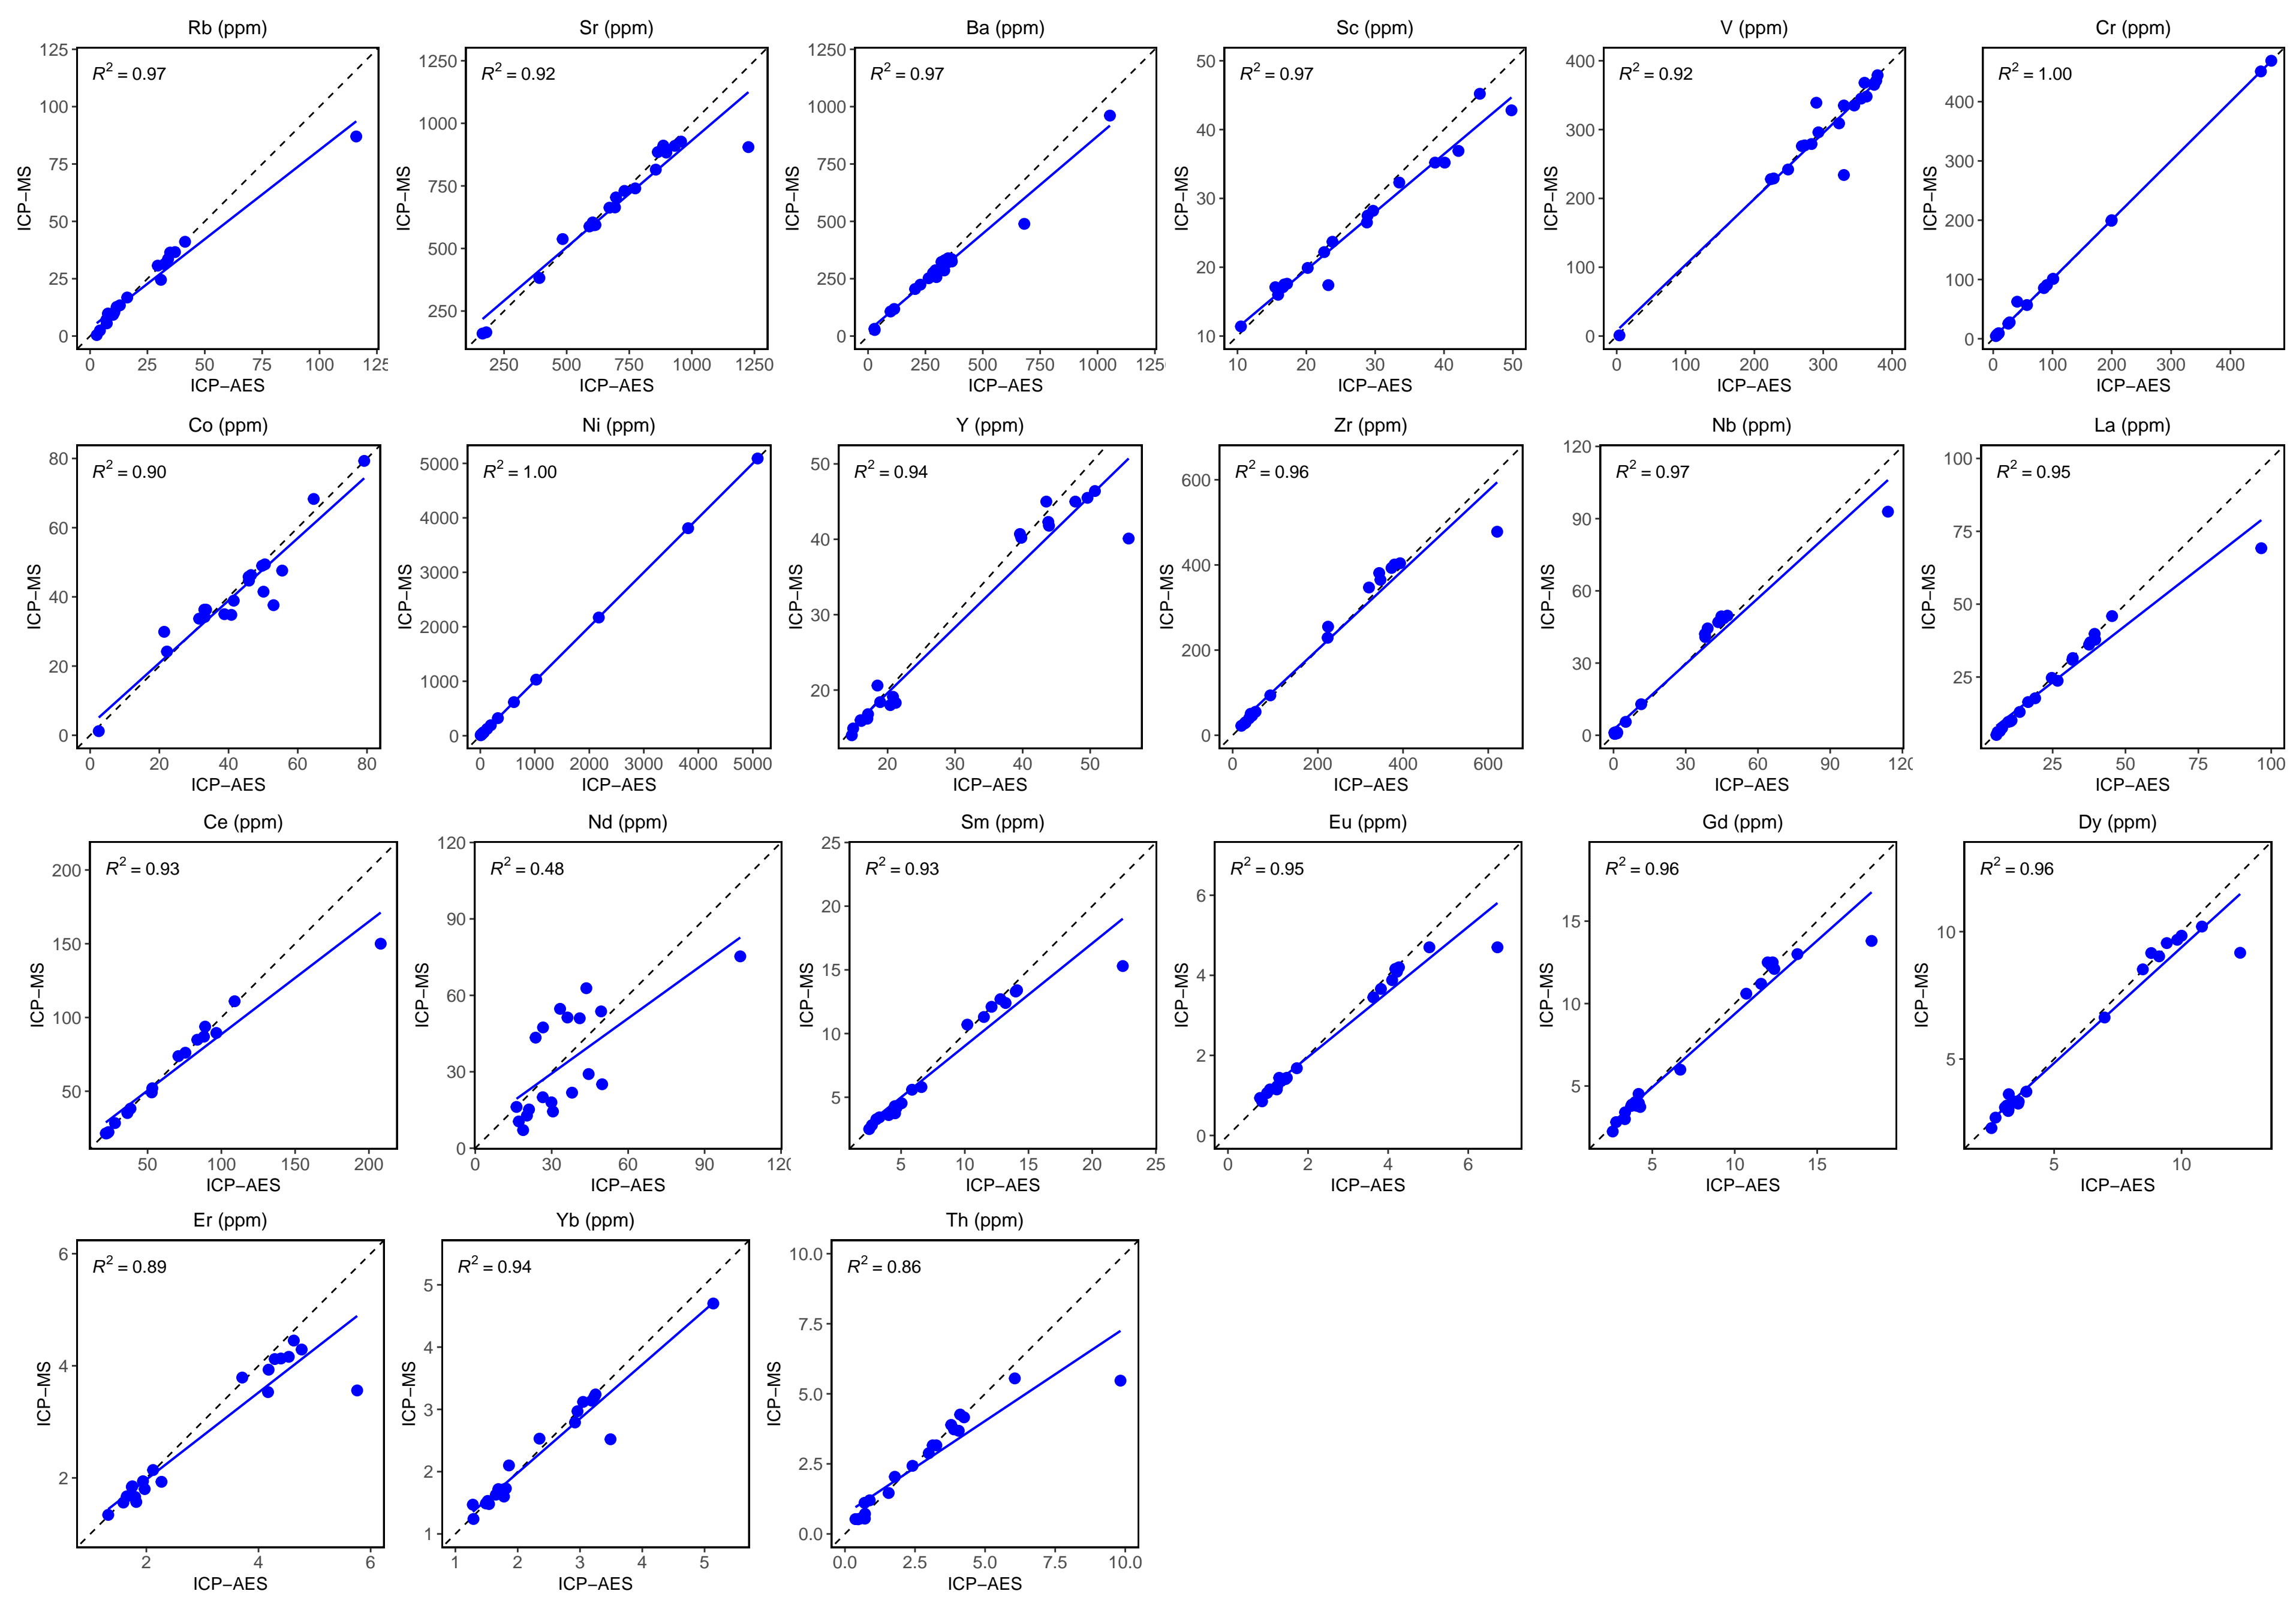 Rb (ppm) Sr (ppm) Ba (ppm) Sc (ppm) V (ppm) Cr (ppm)
R² = 0.97 R² = 0.92 R² = 0.97 R² = 0.97 R² = 0.92 R² = 1.00
ICP−MS ICP−MS ICP−MS ICP−MS ICP−MS ICP−MS
125 100 75 50 25 0
1250 1000 750 500 250
1250 1000 750 500 250 0
50 40 30 20 10
400 300 200 100 0
400 300 200 100 0
0 25 50 75 100 125
250 500 750 1000 1250
0 250 500 750 1000 1250
10 20 30 40 50
0 100 200 300 400
0 100 200 300 400
ICP−AES ICP−AES ICP−AES ICP−AES ICP−AES ICP−AES
Co (ppm) Ni (ppm) Y (ppm) Zr (ppm) Nb (ppm) La (ppm)
R² = 0.90 R² = 1.00 R² = 0.94 R² = 0.96 R² = 0.97 R² = 0.95
ICP−MS ICP−MS ICP−MS ICP−MS ICP−MS ICP−MS
80 60 40 20 0
5000 4000 3000 2000 1000 0
50 40 30 20
600 400 200 0
120 90 60 30 0
100 75 50 25
0 20 40 60 80
0 1000 2000 3000 4000 5000
20 30 40 50
0 200 400 600
0 30 60 90 120
25 50 75 100
ICP−AES ICP−AES ICP−AES ICP−AES ICP−AES ICP−AES
Ce (ppm) Nd (ppm) Sm (ppm) Eu (ppm) Gd (ppm) Dy (ppm)
R² = 0.93 R² = 0.48 R² = 0.93 R² = 0.95 R² = 0.96 R² = 0.96
ICP−MS ICP−MS ICP−MS ICP−MS ICP−MS ICP−MS
200 150 100 50
120 90 60 30 0
25 20 15 10 5
6 4 2 0
15 10 5
10 5
50 100 150 200
0 30 60 90 120
5 10 15 20 25
0 2 4 6
5 10 15
5 10
ICP−AES ICP−AES ICP−AES ICP−AES ICP−AES ICP−AES
Er (ppm) Yb (ppm) Th (ppm)
R² = 0.89 R² = 0.94 R² = 0.86
ICP−MS ICP−MS ICP−MS
6 4 2
5 4 3 2 1
10.0 7.5 5.0 2.5 0.0
2 4 6
1 2 3 4 5
0.0 2.5 5.0 7.5 10.0
ICP−AES ICP−AES ICP−AES